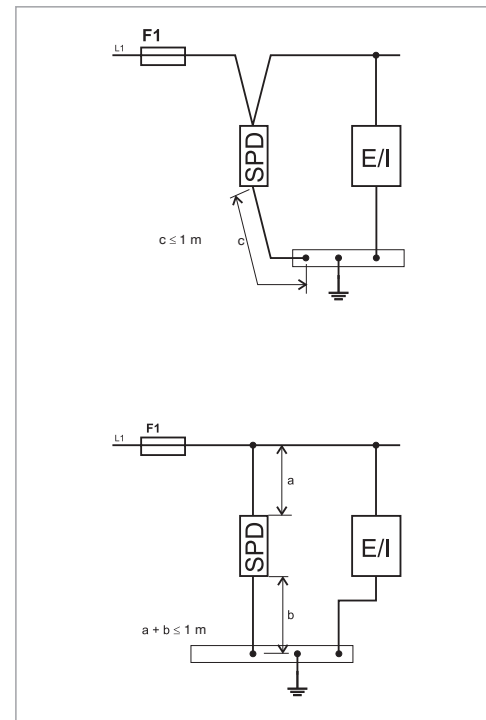 F1
L1
SPD
E/I
c ≤ 1 m
c
F1
L1
a
SPD
E/I
b
a + b ≤ 1 m